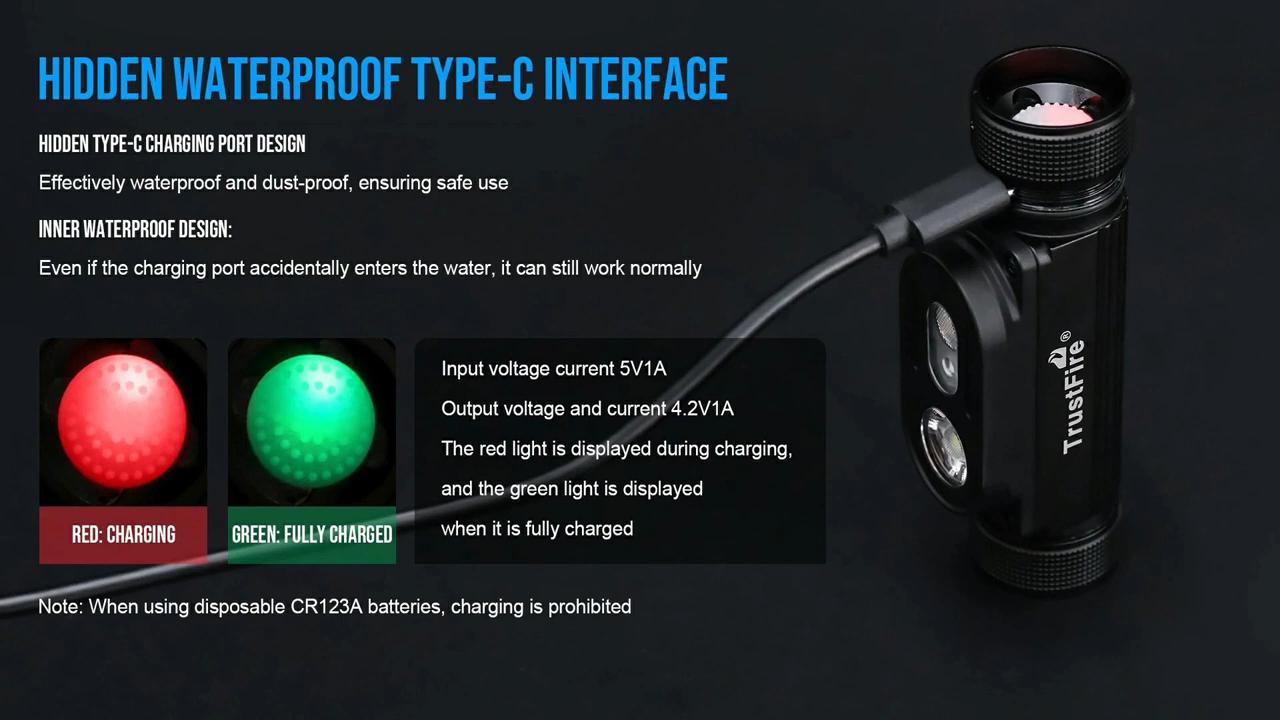 HIDDEN WATERPROOF TYPE-C INTERFACE
HIDDEN TYPE-C CHARGING PORT DESIGN
Effectively waterproof and dust-proof, ensuring safe use
INNER WATERPROOF DESIGN:
Even if the charging port accidentally enters the water, it can still work normally
RED: CHARGING
GREEN: FULLY CHARGED
Input voltage current 5V1A
Output voltage and current 4.2V1A
The red light is displayed during charging,
and the green light is displayed
when it is fully charged
Note: When using disposable CR123A batteries, charging is prohibited
TrustFire®